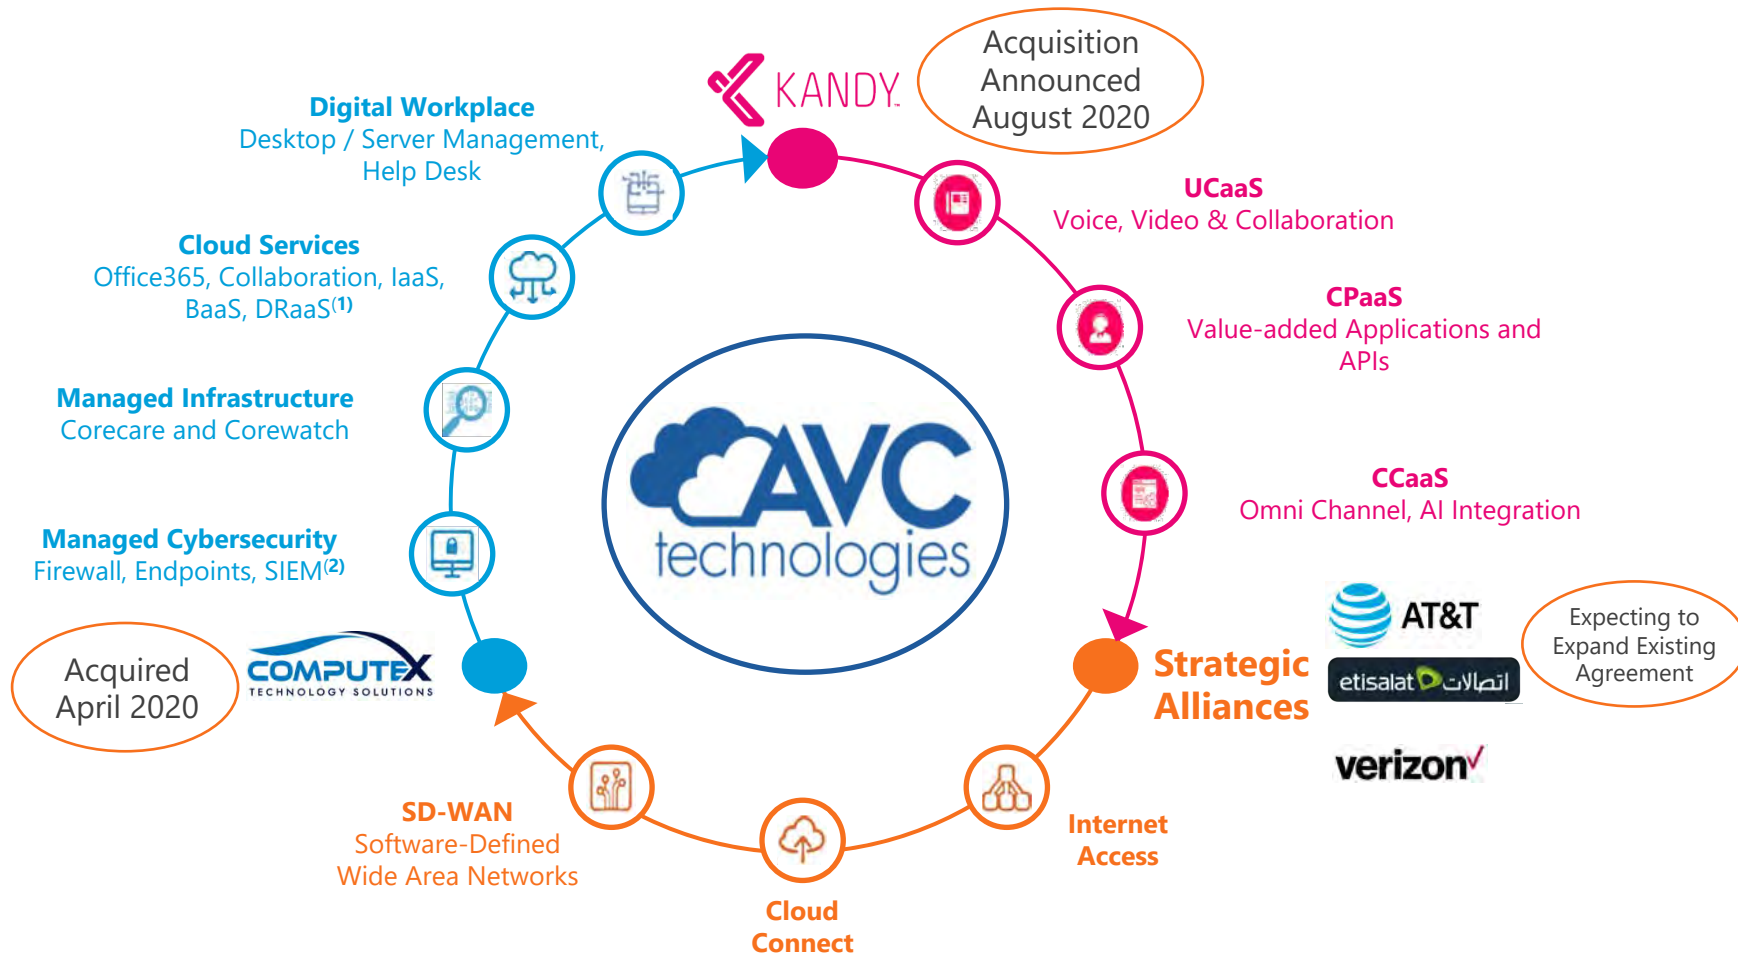 KANDY
Acquisition
Announced
August 2020
Digital Workplace
Desktop / Server Management,
Help Desk
UCaaS
Voice, Video & Collaboration
Cloud Services
Office365, Collaboration, IaaS,
BaaS, DRaaS(1)
CPaaS
Value-added Applications and
APIs
Managed Infrastructure
Corecare and Corewatch
AVC
technologies
CCaaS
Omni Channel, AI Integration
Managed Cybersecurity
Firewall, Endpoints, SIEM(2)
Acquired
April 2020
COMPUTEX
TECHNOLOGY SOLUTIONS
Strategic
Alliances
AT&T
etisalat اتصالات
verizon
Expecting to
Expand Existing
Agreement
SD-WAN
Software-Defined
Wide Area Networks
Cloud
Connect
Internet
Access